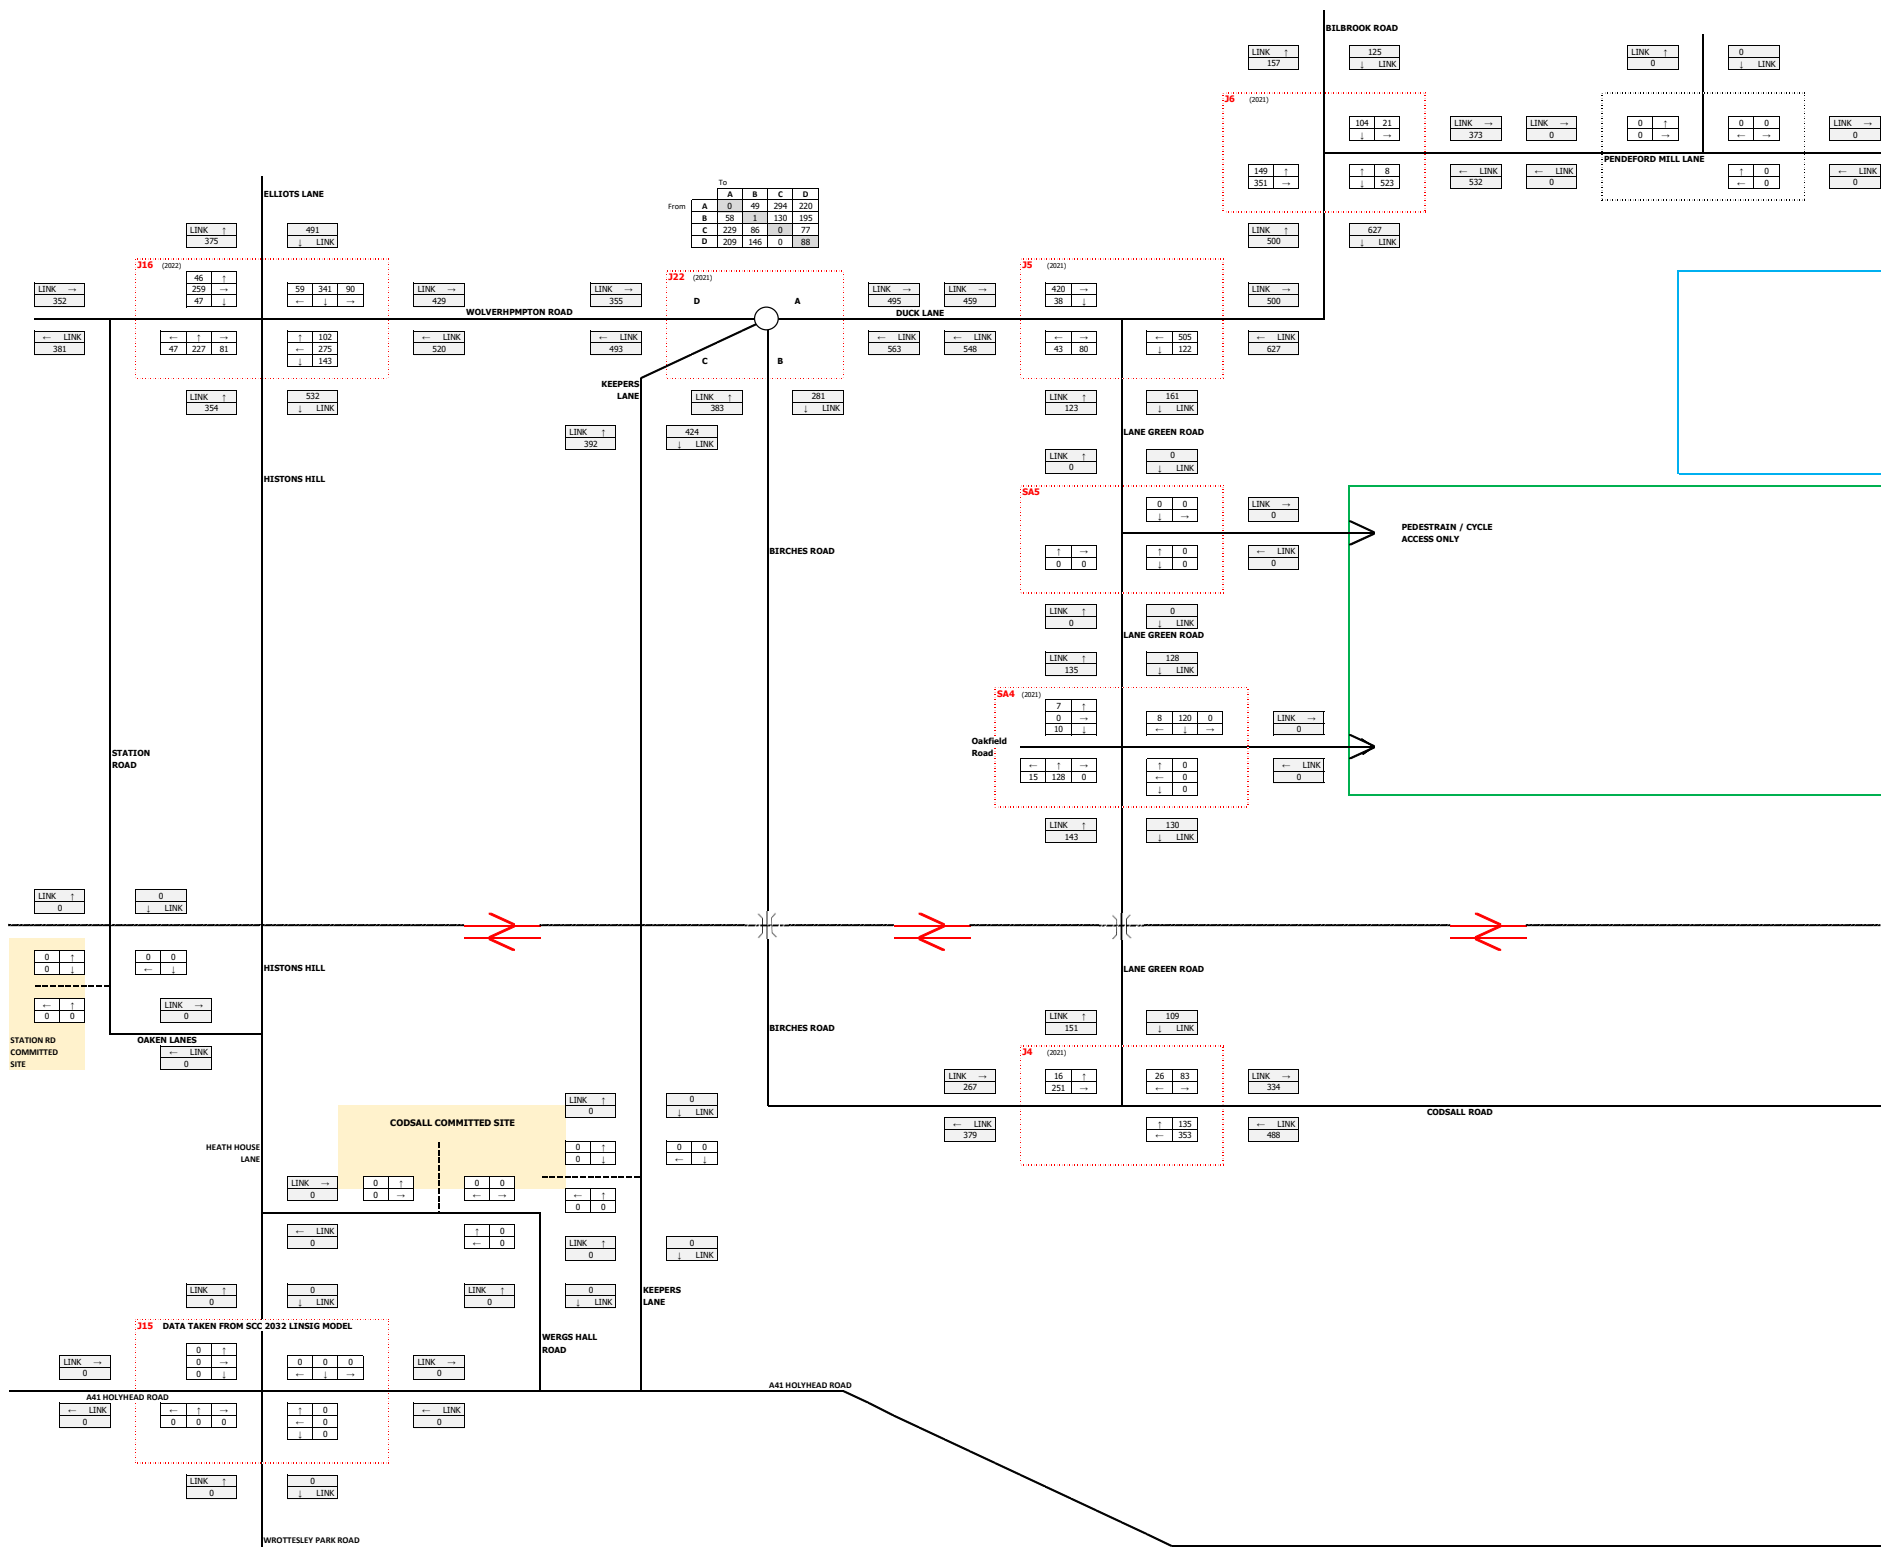 BILBROOK ROAD
LINK ↑ 125
157 ↓ LINK
LINK ↑ 0
0 ↓ LINK
J6 (2021)
104 21
↓ →
LINK → LINK →
373 0
0 ↑ 0 0
0 → ← →
LINK →
0
PENDEFORD MILL LANE
149 ↑ ↑ 8
351 → ↓ 523
← LINK ← LINK
532 0
↑ 0
← 0
← LINK
0
LINK ↑ 627
500 ↓ LINK
ELLIOTS LANE
To
A B C D
From A 0 49 294 220
B 58 1 130 195
C 229 86 0 77
D 209 146 0 88
LINK ↑ 491
375 ↓ LINK
J16 (2022)
46 ↑
259 →
47 ↓
59 341 90
← ↓ →
LINK →
352
LINK →
429
LINK →
355
J22 (2021)
D A
C B
LINK → LINK →
495 459
J5 (2021)
420 →
38 ↓
LINK →
500
WOLVERHPMPTON ROAD
DUCK LANE
← LINK
381
← ↑ →
47 227 81
↑ 102
← 275
↓ 143
← LINK
520
← LINK
493
← LINK ← LINK
563 548
← →
43 80
← 505
↓ 122
← LINK
627
LINK ↑ 532
354 ↓ LINK
KEEPERS
LANE
LINK ↑ 281
383 ↓ LINK
LINK ↑ 161
123 ↓ LINK
LINK ↑ 424
392 ↓ LINK
LANE GREEN ROAD
LINK ↑ 0
0 ↓ LINK
HISTONS HILL
SA5
0 0
↓ →
LINK →
0
PEDESTRAIN / CYCLE
ACCESS ONLY
BIRCHES ROAD
↑ →
0 0
↑ 0
↓ 0
← LINK
0
LINK ↑ 0
0 ↓ LINK
LANE GREEN ROAD
LINK ↑ 128
135 ↓ LINK
SA4 (2021)
7 ↑
0 →
10 ↓
8 120 0
← ↓ →
LINK →
0
Oakfield
Road
STATION
ROAD
← ↑ →
15 128 0
↑ 0
← 0
↓ 0
← LINK
0
LINK ↑ 130
143 ↓ LINK
LINK ↑ 0
0 ↓ LINK
0 ↑ 0 0
0 ↓ ← ↓
HISTONS HILL
LANE GREEN ROAD
← ↑
0 0
LINK →
0
STATION RD
COMMITTED
SITE
OAKEN LANES
← LINK
0
BIRCHES ROAD
LINK ↑ 109
151 ↓ LINK
J4 (2021)
LINK →
267
16 ↑ 26 83
251 → ← →
LINK →
334
CODSALL ROAD
← LINK
379
↑ 135
← 353
← LINK
488
LINK ↑ 0
0 ↓ LINK
CODSALL COMMITTED SITE
HEATH HOUSE
LANE
0 ↑ 0 0
0 ↓ ← ↓
LINK →
0
0 ↑ 0 0
0 → ← →
← ↑
0 0
← LINK
0
↑ 0
← 0
LINK ↑ 0
0 ↓ LINK
LINK ↑ 0
0 ↓ LINK
LINK ↑ 0
0 ↓ LINK
KEEPERS
LANE
J15 DATA TAKEN FROM SCC 2032 LINSIG MODEL
WERGS HALL
ROAD
LINK →
0
0 ↑
0 →
0 ↓
0 0 0
← ↓ →
LINK →
0
A41 HOLYHEAD ROAD
A41 HOLYHEAD ROAD
← LINK
0
← ↑ →
0 0 0
↑ 0
← 0
↓ 0
← LINK
0
LINK ↑ 0
0 ↓ LINK
WROTTESLEY PARK ROAD